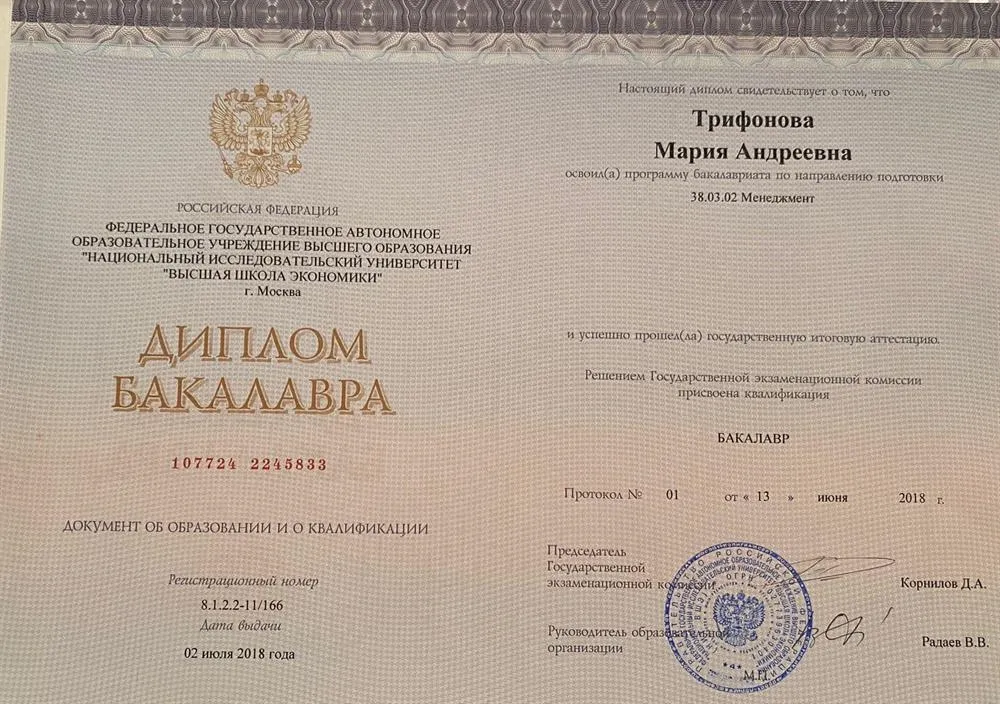 РОССИЙСКАЯ ФЕДЕРАЦИЯ
ФЕДЕРАЛЬНОЕ ГОСУДАРСТВЕННОЕ АВТОНОМНОЕ
ОБРАЗОВАТЕЛЬНОЕ УЧРЕЖДЕНИЕ ВЫСШЕГО ОБРАЗОВАНИЯ
"НАЦИОНАЛЬНЫЙ ИССЛЕДОВАТЕЛЬСКИЙ УНИВЕРСИТЕТ
"ВЫСШАЯ ШКОЛА ЭКОНОМИКИ"
г. Москва
ДИПЛОМ
БАКАЛАВРА
107724 2245833
ДОКУМЕНТ ОБ ОБРАЗОВАНИИ И О КВАЛИФИКАЦИИ
Регистрационный номер
8.1.2.2-11/166
Дата выдачи
02 июля 2018 года
Настоящий диплом свидетельствует о том, что
Трифонова
Мария Андреевна
освоил(а) программу бакалавриата по направлению подготовки
38.03.02 Менеджмент
и успешно прошел(ла) государственную итоговую аттестацию.
Решением Государственной экзаменационной комиссии
присвоена квалификация
БАКАЛАВР
Протокол № 01 от « 13 » июня 2018 г.
Председатель
Государственной
экзаменационной комиссии
Корнилов Д.А.
Руководитель образовательной
организации
Радаев В.В.
М.П.